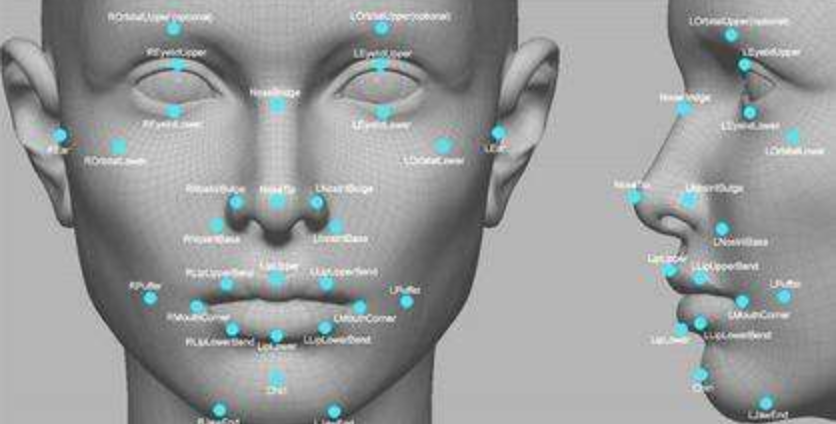 ROrbitalUpper(optional)
LOrbitalUpper(optional)
REyelidUpper
LEyelidUpper
NoseBridge
REyelidLower
LEyelidLower
REar
LEar
ROrbitalLower
LOrbitalLower
RNostrilBulge
NoseTip
LNostrilBulge
RNostrilBase
LNostrilBase
LipUpper
RLipUpperBend
LLipUpperBend
RPuffer
LPuffer
RMouthCorner
LMouthCorner
RLipLowerBend
LipLower
LLipLowerBend
Chin
RJawEnd
LJawEnd
LOrbitalUpper(optional)
LEyelidUpper
NoseBridge
LEyelidLower
LOrbitalLower
NoseTip
LNostrilBulge
LNostrilBase
LipUpper
LLipUpperBend
LPuffer
LMouthCorner
LipLower
LLipLowerBend
Chin
LJawEnd